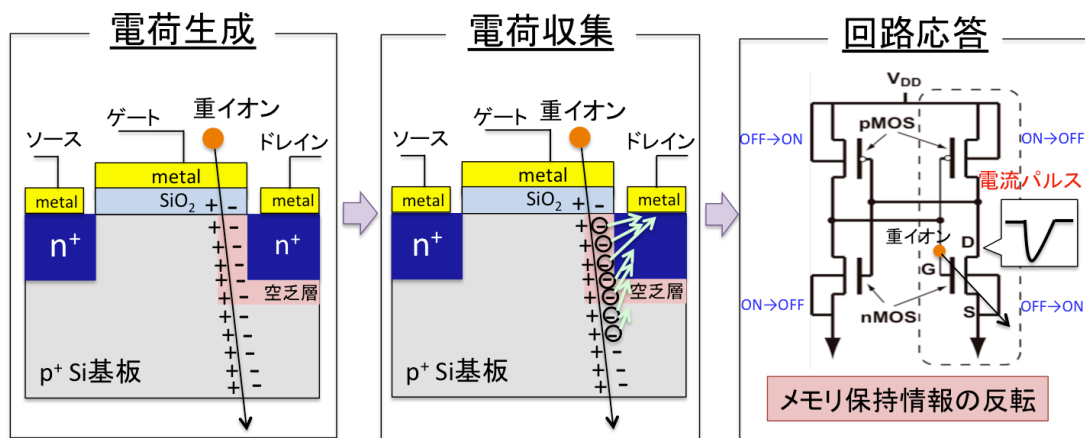 電荷生成
重イオン
ゲート
ソース
ドレイン
metal
metal
metal
SiO₂
+ -
n⁺
n⁺
空乏層
p⁺ Si基板
電荷収集
重イオン
ゲート
ソース
ドレイン
metal
metal
metal
SiO₂
+ -
n⁺
空乏層
p⁺ Si基板
回路応答
V_DD
pMOS
OFF→ON
ON→OFF
電流パルス
重イオン
D
G
S
nMOS
ON→OFF
OFF→ON
メモリ保持情報の反転